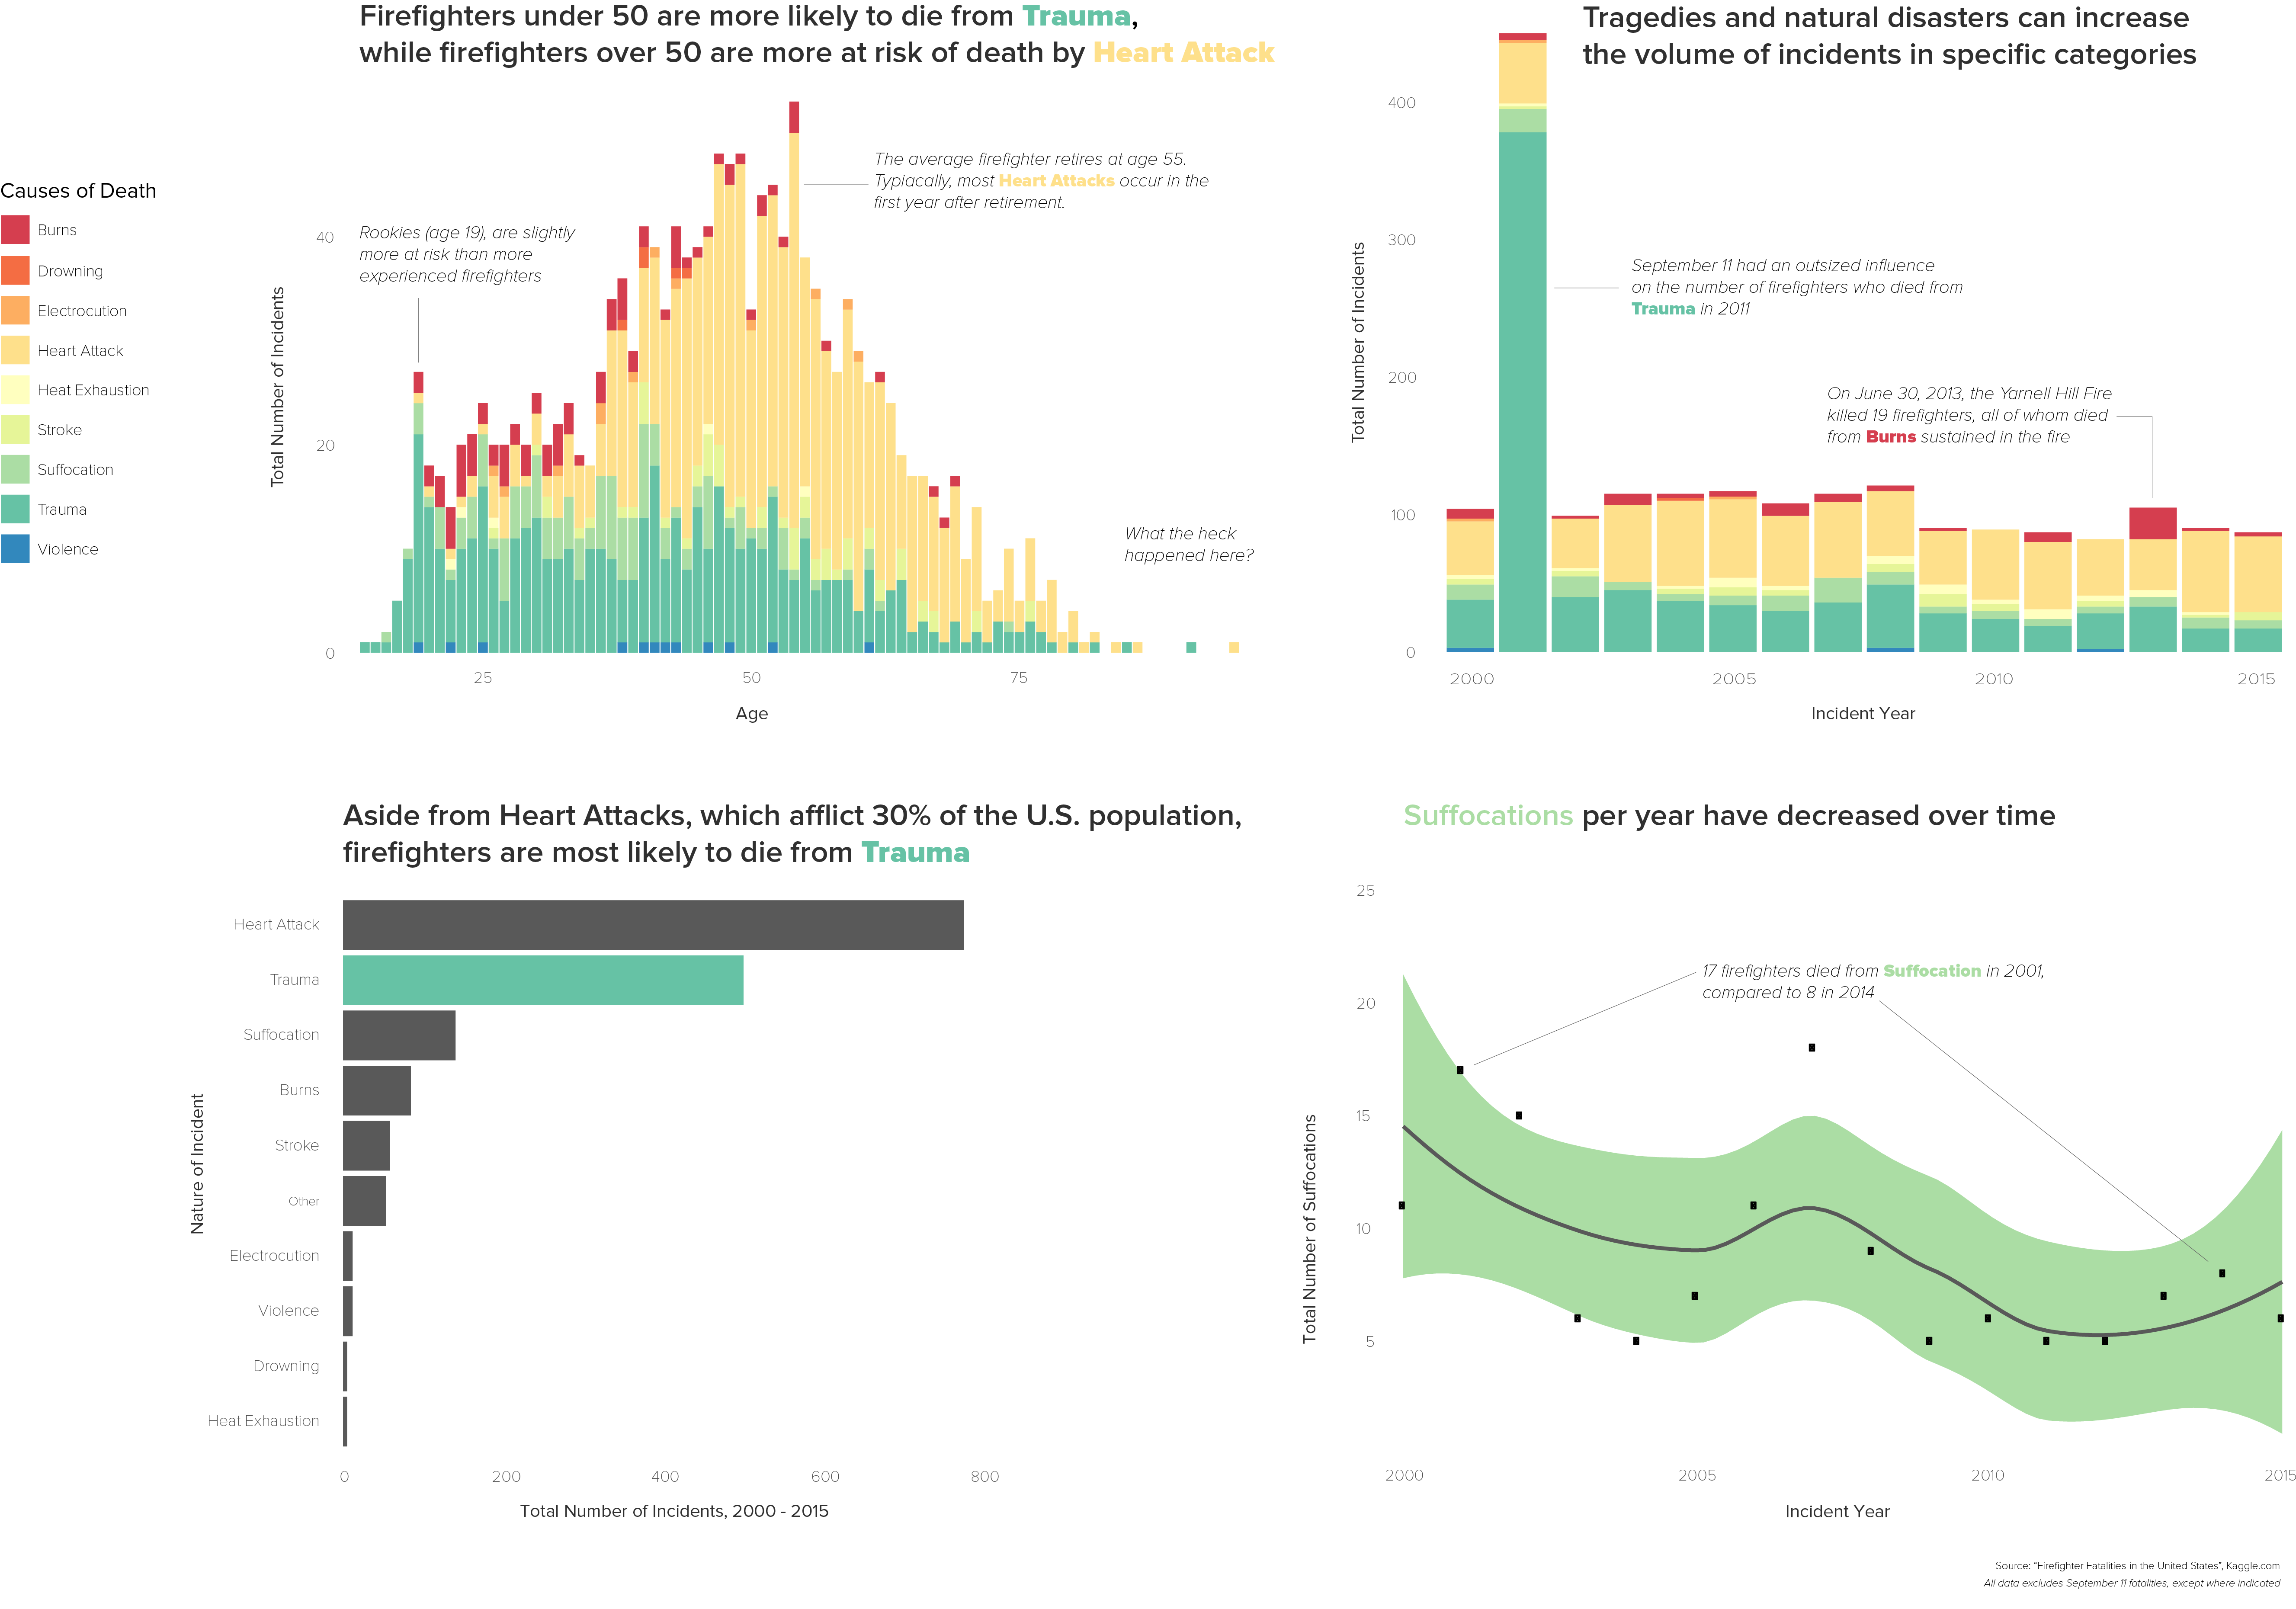 Firefighters under 50 are more likely to die from Trauma,
while firefighters over 50 are more at risk of death by Heart Attack
Causes of Death
Burns
Drowning
Electrocution
Heart Attack
Heat Exhaustion
Stroke
Suffocation
Trauma
Violence
Total Number of Incidents
40
20
0
Rookies (age 19), are slightly
more at risk than more
experienced firefighters
The average firefighter retires at age 55.
Typiacally, most Heart Attacks occur in the
first year after retirement.
What the heck
happened here?
25
50
75
Age
Tragedies and natural disasters can increase
the volume of incidents in specific categories
Total Number of Incidents
400
300
200
100
0
September 11 had an outsized influence
on the number of firefighters who died from
Trauma in 2011
On June 30, 2013, the Yarnell Hill Fire
killed 19 firefighters, all of whom died
from Burns sustained in the fire
2000
2005
2010
2015
Incident Year
Aside from Heart Attacks, which afflict 30% of the U.S. population,
firefighters are most likely to die from Trauma
Nature of Incident
Heart Attack
Trauma
Suffocation
Burns
Stroke
Other
Electrocution
Violence
Drowning
Heat Exhaustion
0
200
400
600
800
Total Number of Incidents, 2000 - 2015
Suffocations per year have decreased over time
Total Number of Suffocations
25
20
15
10
5
17 firefighters died from Suffocation in 2001,
compared to 8 in 2014
2000
2005
2010
2015
Incident Year
Source: “Firefighter Fatalities in the United States”, Kaggle.com
All data excludes September 11 fatalities, except where indicated